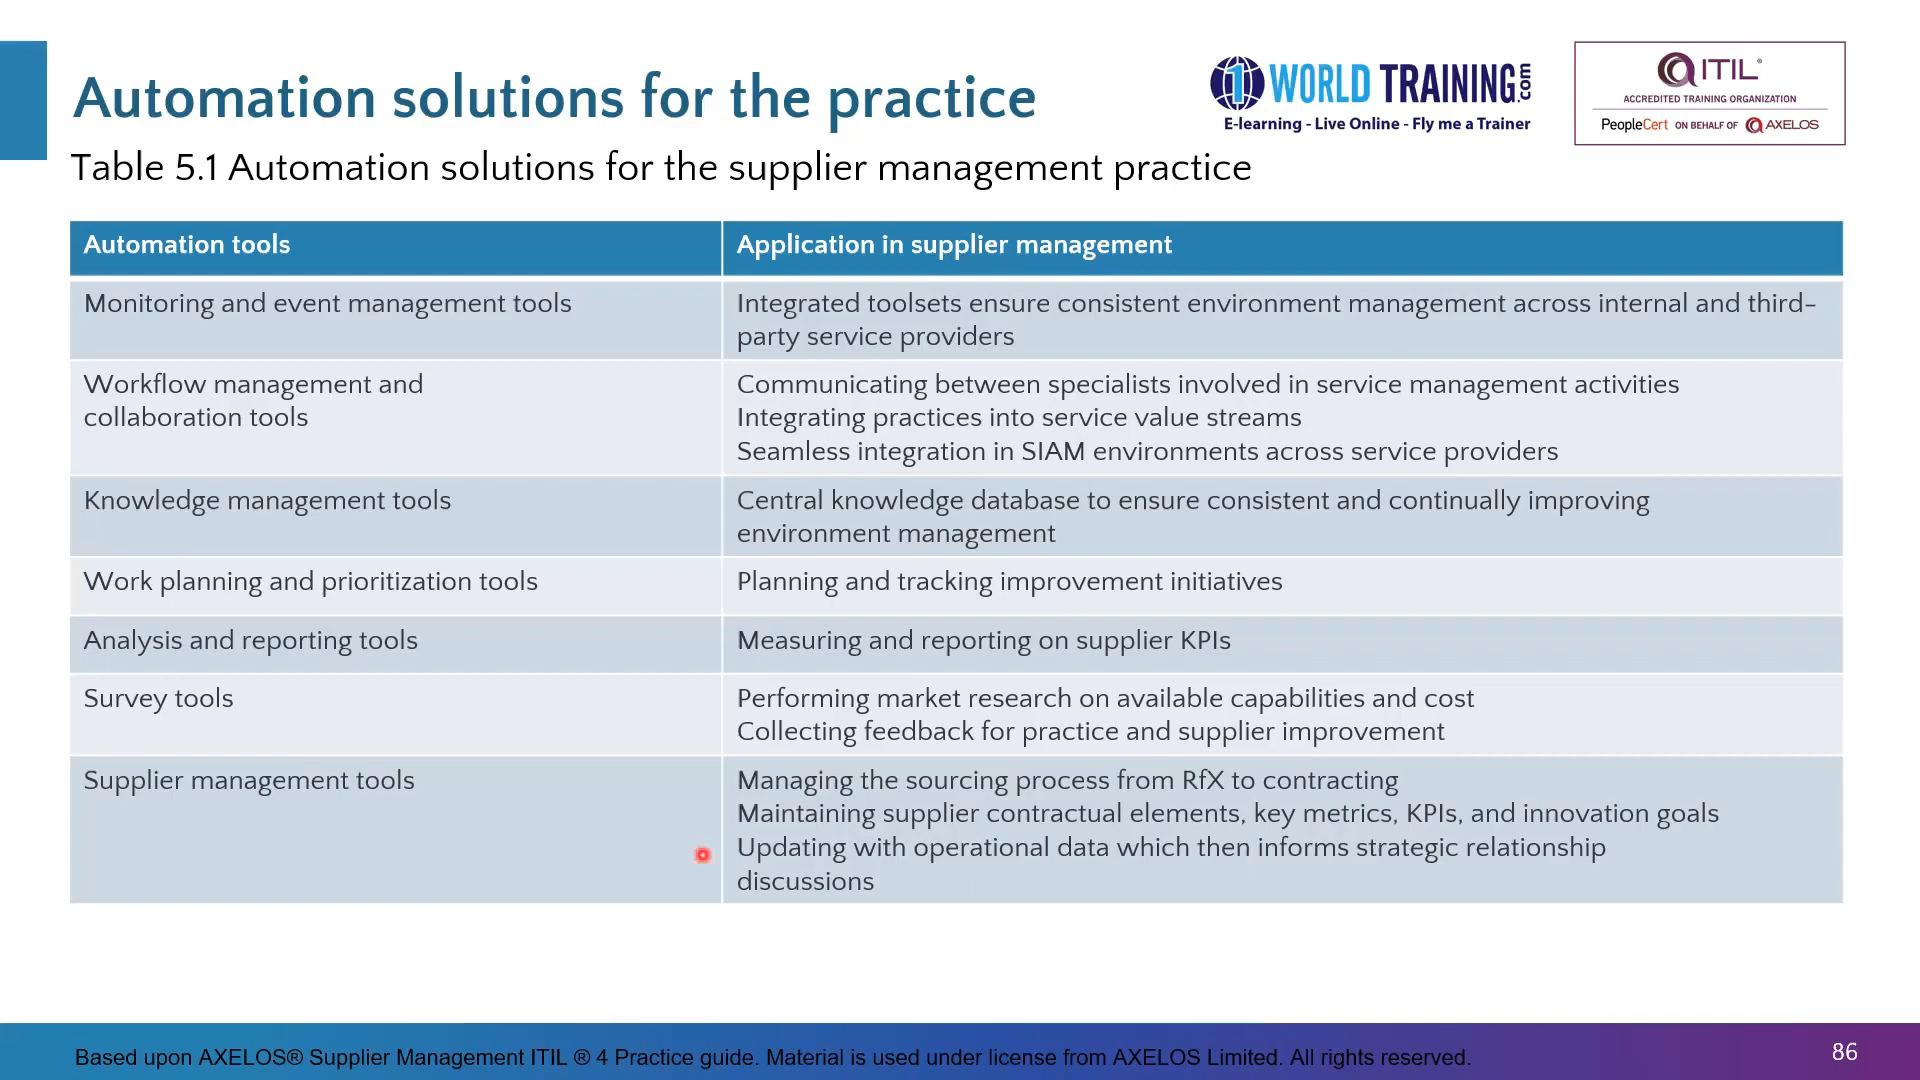 Automation solutions for the practice
1 WORLD TRAINING.com
E-learning - Live Online - Fly me a Trainer
ITIL®
ACCREDITED TRAINING ORGANIZATION
PeopleCert ON BEHALF OF AXELOS
Table 5.1 Automation solutions for the supplier management practice
Automation tools
Application in supplier management
Monitoring and event management tools
Integrated toolsets ensure consistent environment management across internal and third-
party service providers
Workflow management and
collaboration tools
Communicating between specialists involved in service management activities
Integrating practices into service value streams
Seamless integration in SIAM environments across service providers
Knowledge management tools
Central knowledge database to ensure consistent and continually improving
environment management
Work planning and prioritization tools
Planning and tracking improvement initiatives
Analysis and reporting tools
Measuring and reporting on supplier KPIs
Survey tools
Performing market research on available capabilities and cost
Collecting feedback for practice and supplier improvement
Supplier management tools
Managing the sourcing process from RfX to contracting
Maintaining supplier contractual elements, key metrics, KPIs, and innovation goals
Updating with operational data which then informs strategic relationship
discussions
Based upon AXELOS® Supplier Management ITIL ® 4 Practice guide. Material is used under license from AXELOS Limited. All rights reserved.
86